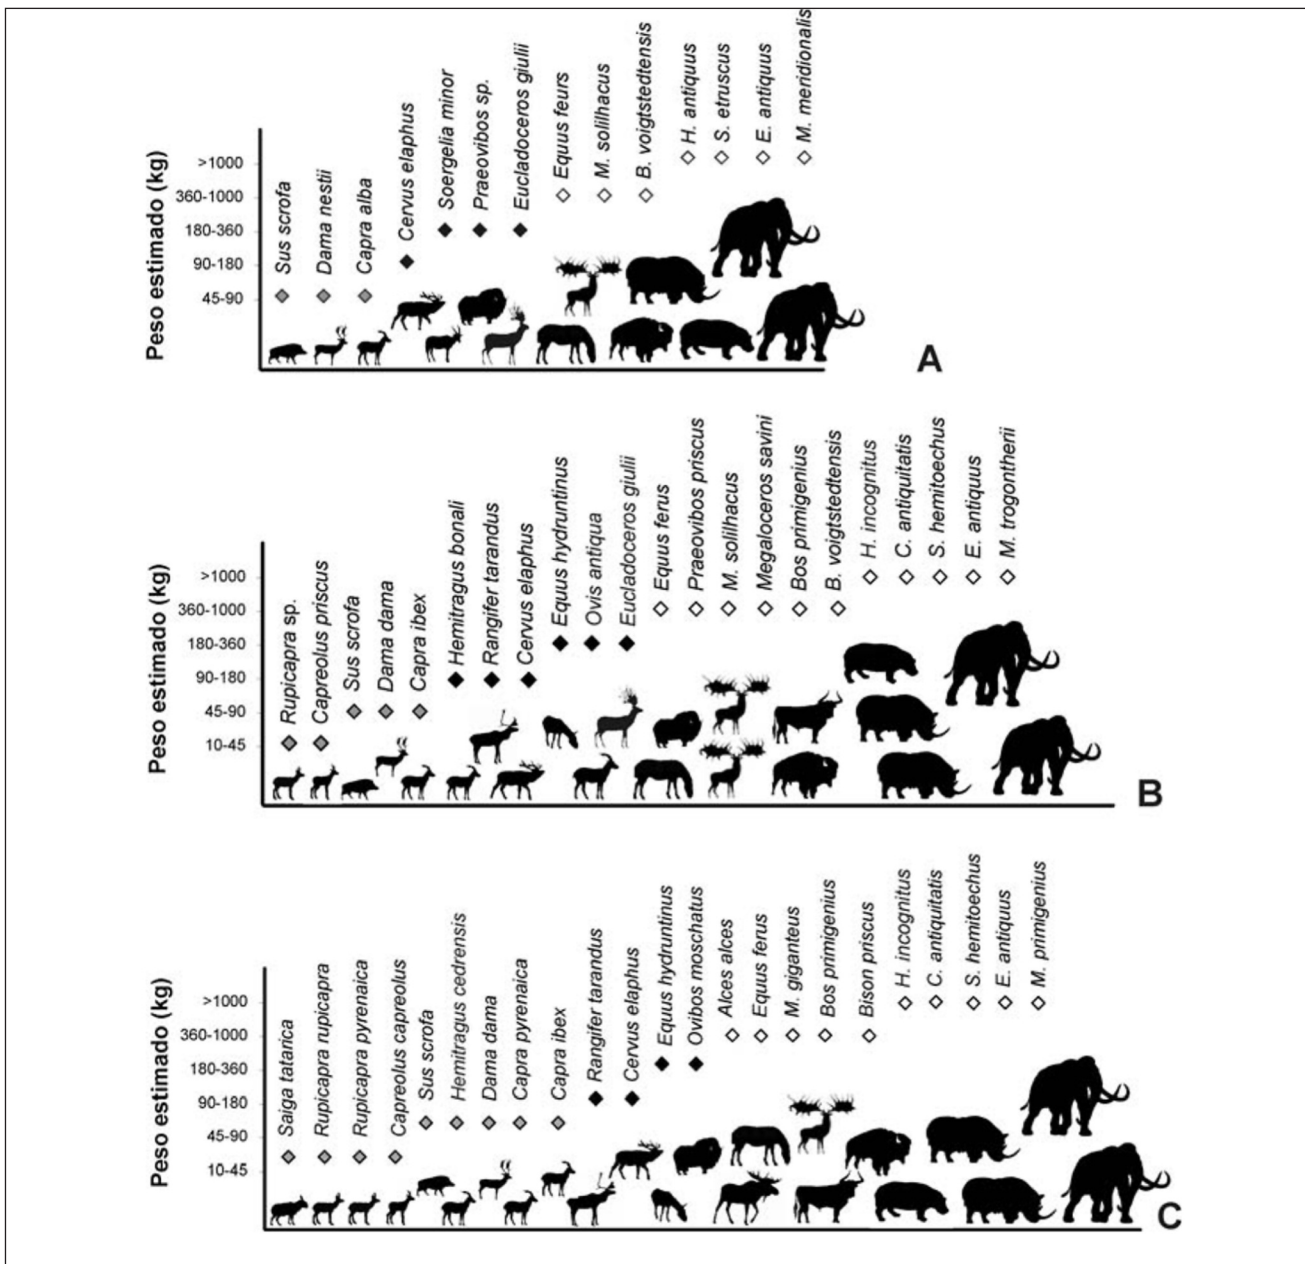 Peso estimado (kg)
>1000
360-1000
180-360
90-180
45-90
Sus scrofa
Dama nestii
Capra alba
Cervus elaphus
Soergelia minor
Praeovibos sp.
Eucladoceros giulii
Equus feurs
M. solilhacus
B. voigtstedtensis
H. antiquus
S. etruscus
E. antiquus
M. meridionalis
A
Peso estimado (kg)
>1000
360-1000
180-360
90-180
45-90
10-45
Rupicapra sp.
Capreolus priscus
Sus scrofa
Dama dama
Capra ibex
Hemitragus bonali
Rangifer tarandus
Cervus elaphus
Equus hydruntinus
Ovis antiqua
Eucladoceros giulii
Equus ferus
Praeovibos priscus
M. solilhacus
Megaloceros savini
Bos primigenius
B. voigtstedtensis
H. incognitus
C. antiquitatis
S. hemitoechus
E. antiquus
M. trogontherii
B
Peso estimado (kg)
>1000
360-1000
180-360
90-180
45-90
10-45
Saiga tatarica
Rupicapra rupicapra
Rupicapra pyrenaica
Capreolus capreolus
Sus scrofa
Hemitragus cedrensis
Dama dama
Capra pyrenaica
Capra ibex
Rangifer tarandus
Cervus elaphus
Equus hydruntinus
Ovibos moschatus
Alces alces
Equus ferus
M. giganteus
Bos primigenius
Bison priscus
H. incognitus
C. antiquitatis
S. hemitoechus
E. antiquus
M. primigenius
C